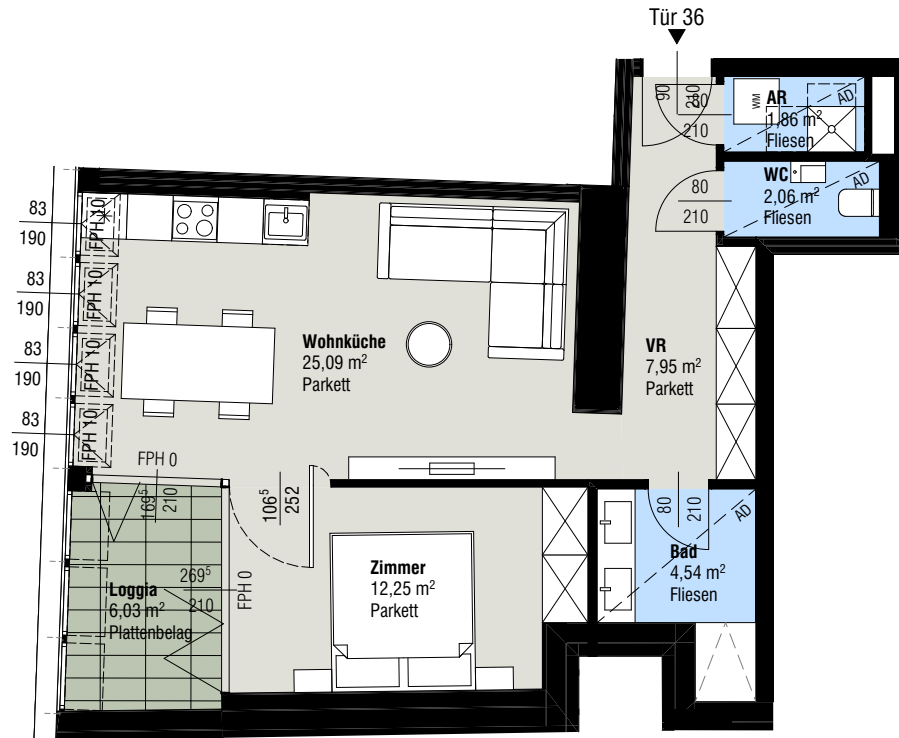 Tür 36
90
210
80
210
WM
AR
1,86 m²
Fliesen
AD
80
210
WC
2,06 m²
Fliesen
AD
83
190
FPH 10
83
190
FPH 10
83
190
FPH 10
83
190
FPH 10
Wohnküche
25,09 m²
Parkett
VR
7,95 m²
Parkett
FPH 0
169⁵
210
106⁵
252
80
210
AD
Bad
4,54 m²
Fliesen
Zimmer
12,25 m²
Parkett
269⁵
210
FPH 0
Loggia
6,03 m²
Plattenbelag